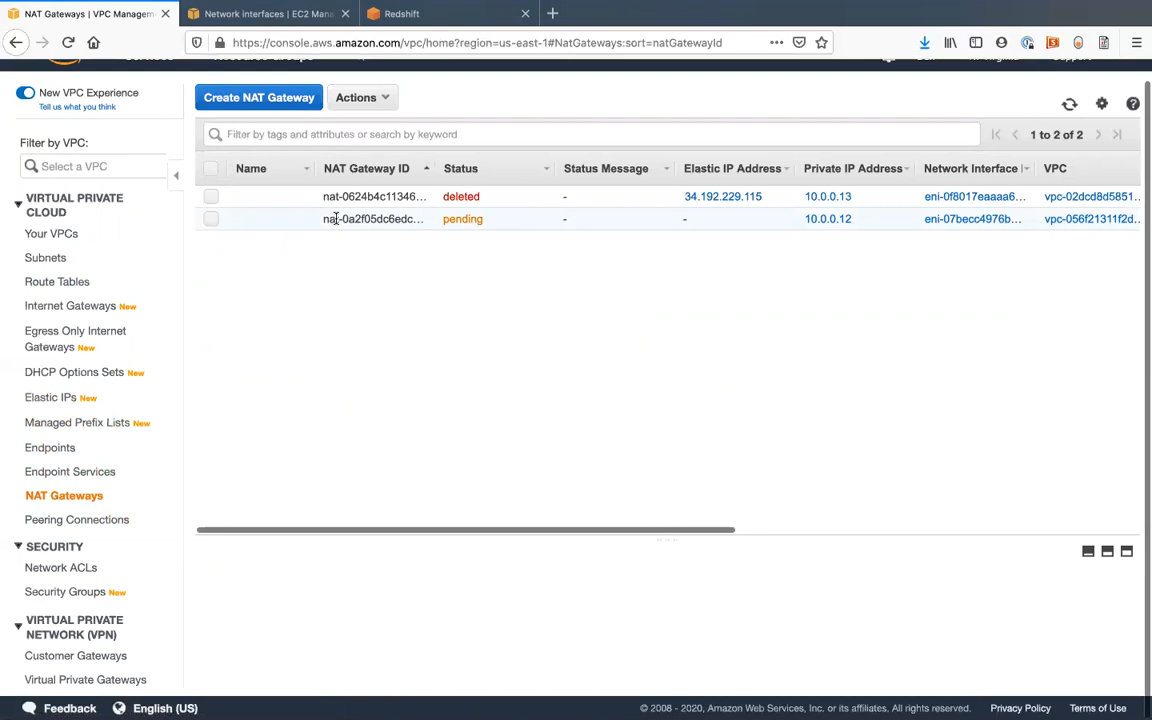 NAT Gateways | VPC Managem
Network interfaces | EC2 Mana
Redshift
https://console.aws.amazon.com/vpc/home?region=us-east-1#NatGateways:sort=natGatewayId
New VPC Experience
Tell us what you think
Filter by VPC:
Select a VPC
VIRTUAL PRIVATE
CLOUD
Your VPCs
Subnets
Route Tables
Internet Gateways New
Egress Only Internet
Gateways New
DHCP Options Sets New
Elastic IPs New
Managed Prefix Lists New
Endpoints
Endpoint Services
NAT Gateways
Peering Connections
SECURITY
Network ACLs
Security Groups New
VIRTUAL PRIVATE
NETWORK (VPN)
Customer Gateways
Virtual Private Gateways
Create NAT Gateway
Actions
Filter by tags and attributes or search by keyword
1 to 2 of 2
Name NAT Gateway ID Status Status Message Elastic IP Address Private IP Address Network Interface VPC
nat-0624b4c11346... deleted - 34.192.229.115 10.0.0.13 eni-0f8017eaaaa6... vpc-02dcd8d5851...
nat-0a2f05dc6edc... pending - - 10.0.0.12 eni-07becc4976b... vpc-056f21311f2d...
Feedback English (US)
© 2008 - 2020, Amazon Web Services, Inc. or its affiliates. All rights reserved. Privacy Policy Terms of Use